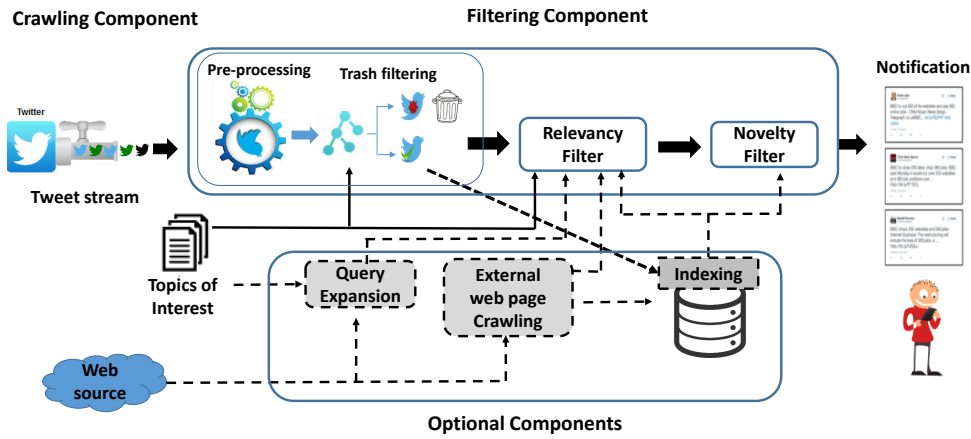 Crawling Component
Filtering Component
Pre-processing
Trash filtering
Notification
Twitter
Relevancy
Filter
Novelty
Filter
Tweet stream
Topics of
Interest
Query
Expansion
External
web page
Crawling
Indexing
Web
source
Optional Components